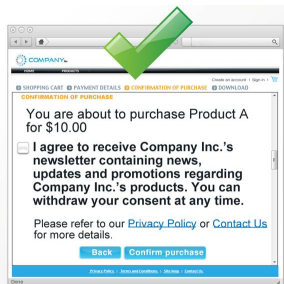 COMPANY
HOME PRODUCTS
Create an account | Sign-in |
SHOPPING CART PAYMENT DETAILS CONFIRMATION OF PURCHASE DOWNLOAD
CONFIRMATION OF PURCHASE
You are about to purchase Product A
for $10.00
I agree to receive Company Inc.'s
newsletter containing news,
updates and promotions regarding
Company Inc.'s products. You can
withdraw your consent at any time.
Please refer to our Privacy Policy or Contact Us
for more details.
Back Confirm purchase
Privacy Policy | Terms and Conditions | Site map | Contact Us
Done